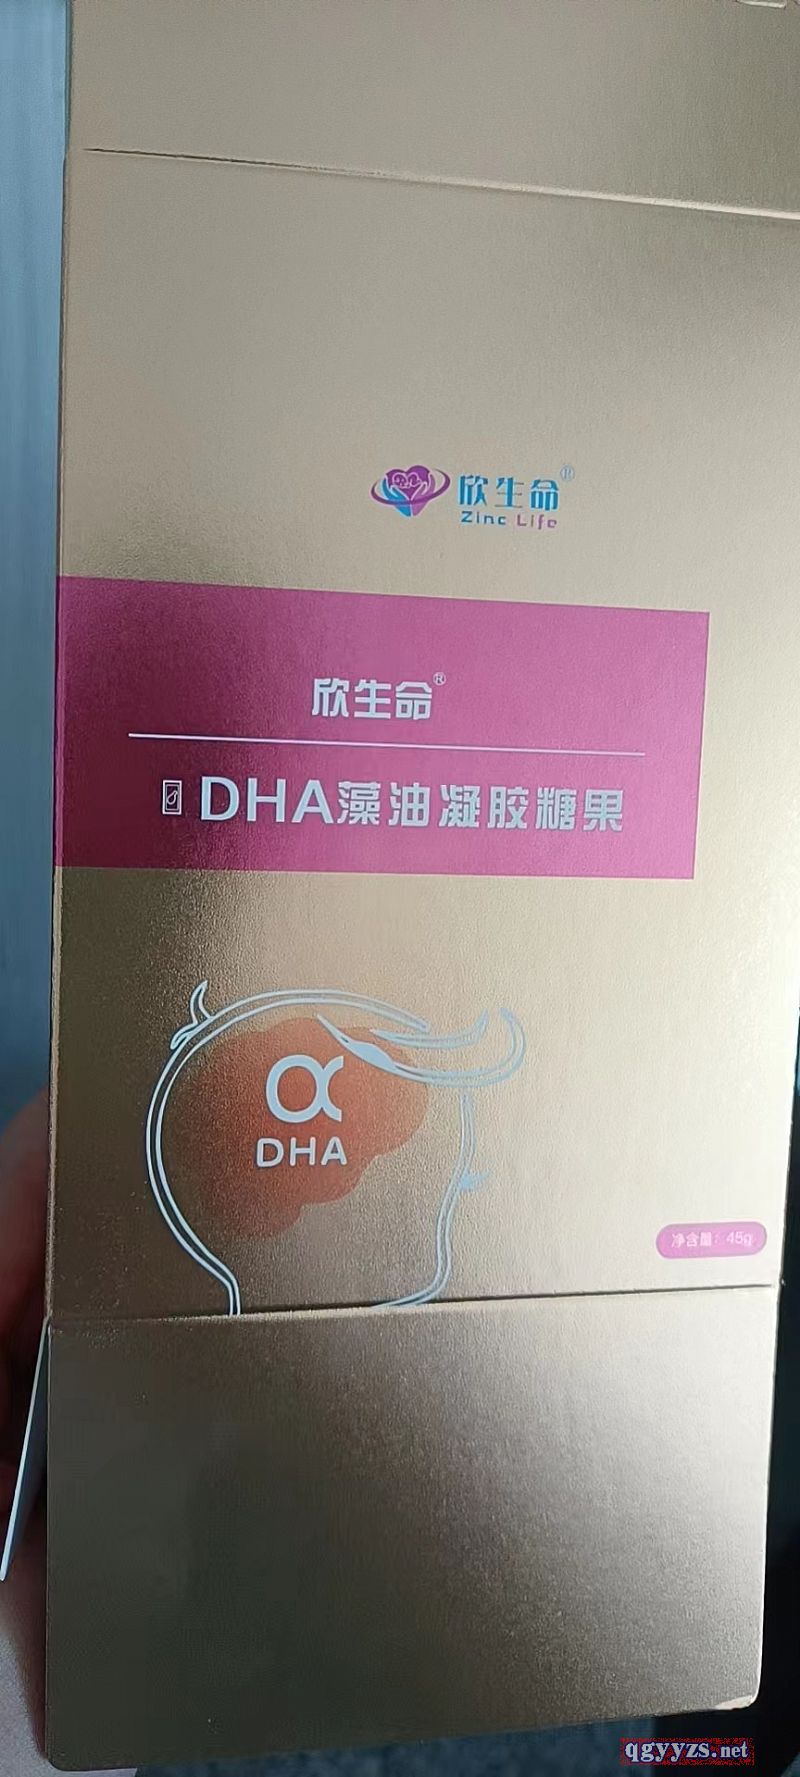 欣生命®
Zinc Life
欣生命®
DHA藻油凝胶糖果
α
DHA
净含量：45g
qgyyzs.net